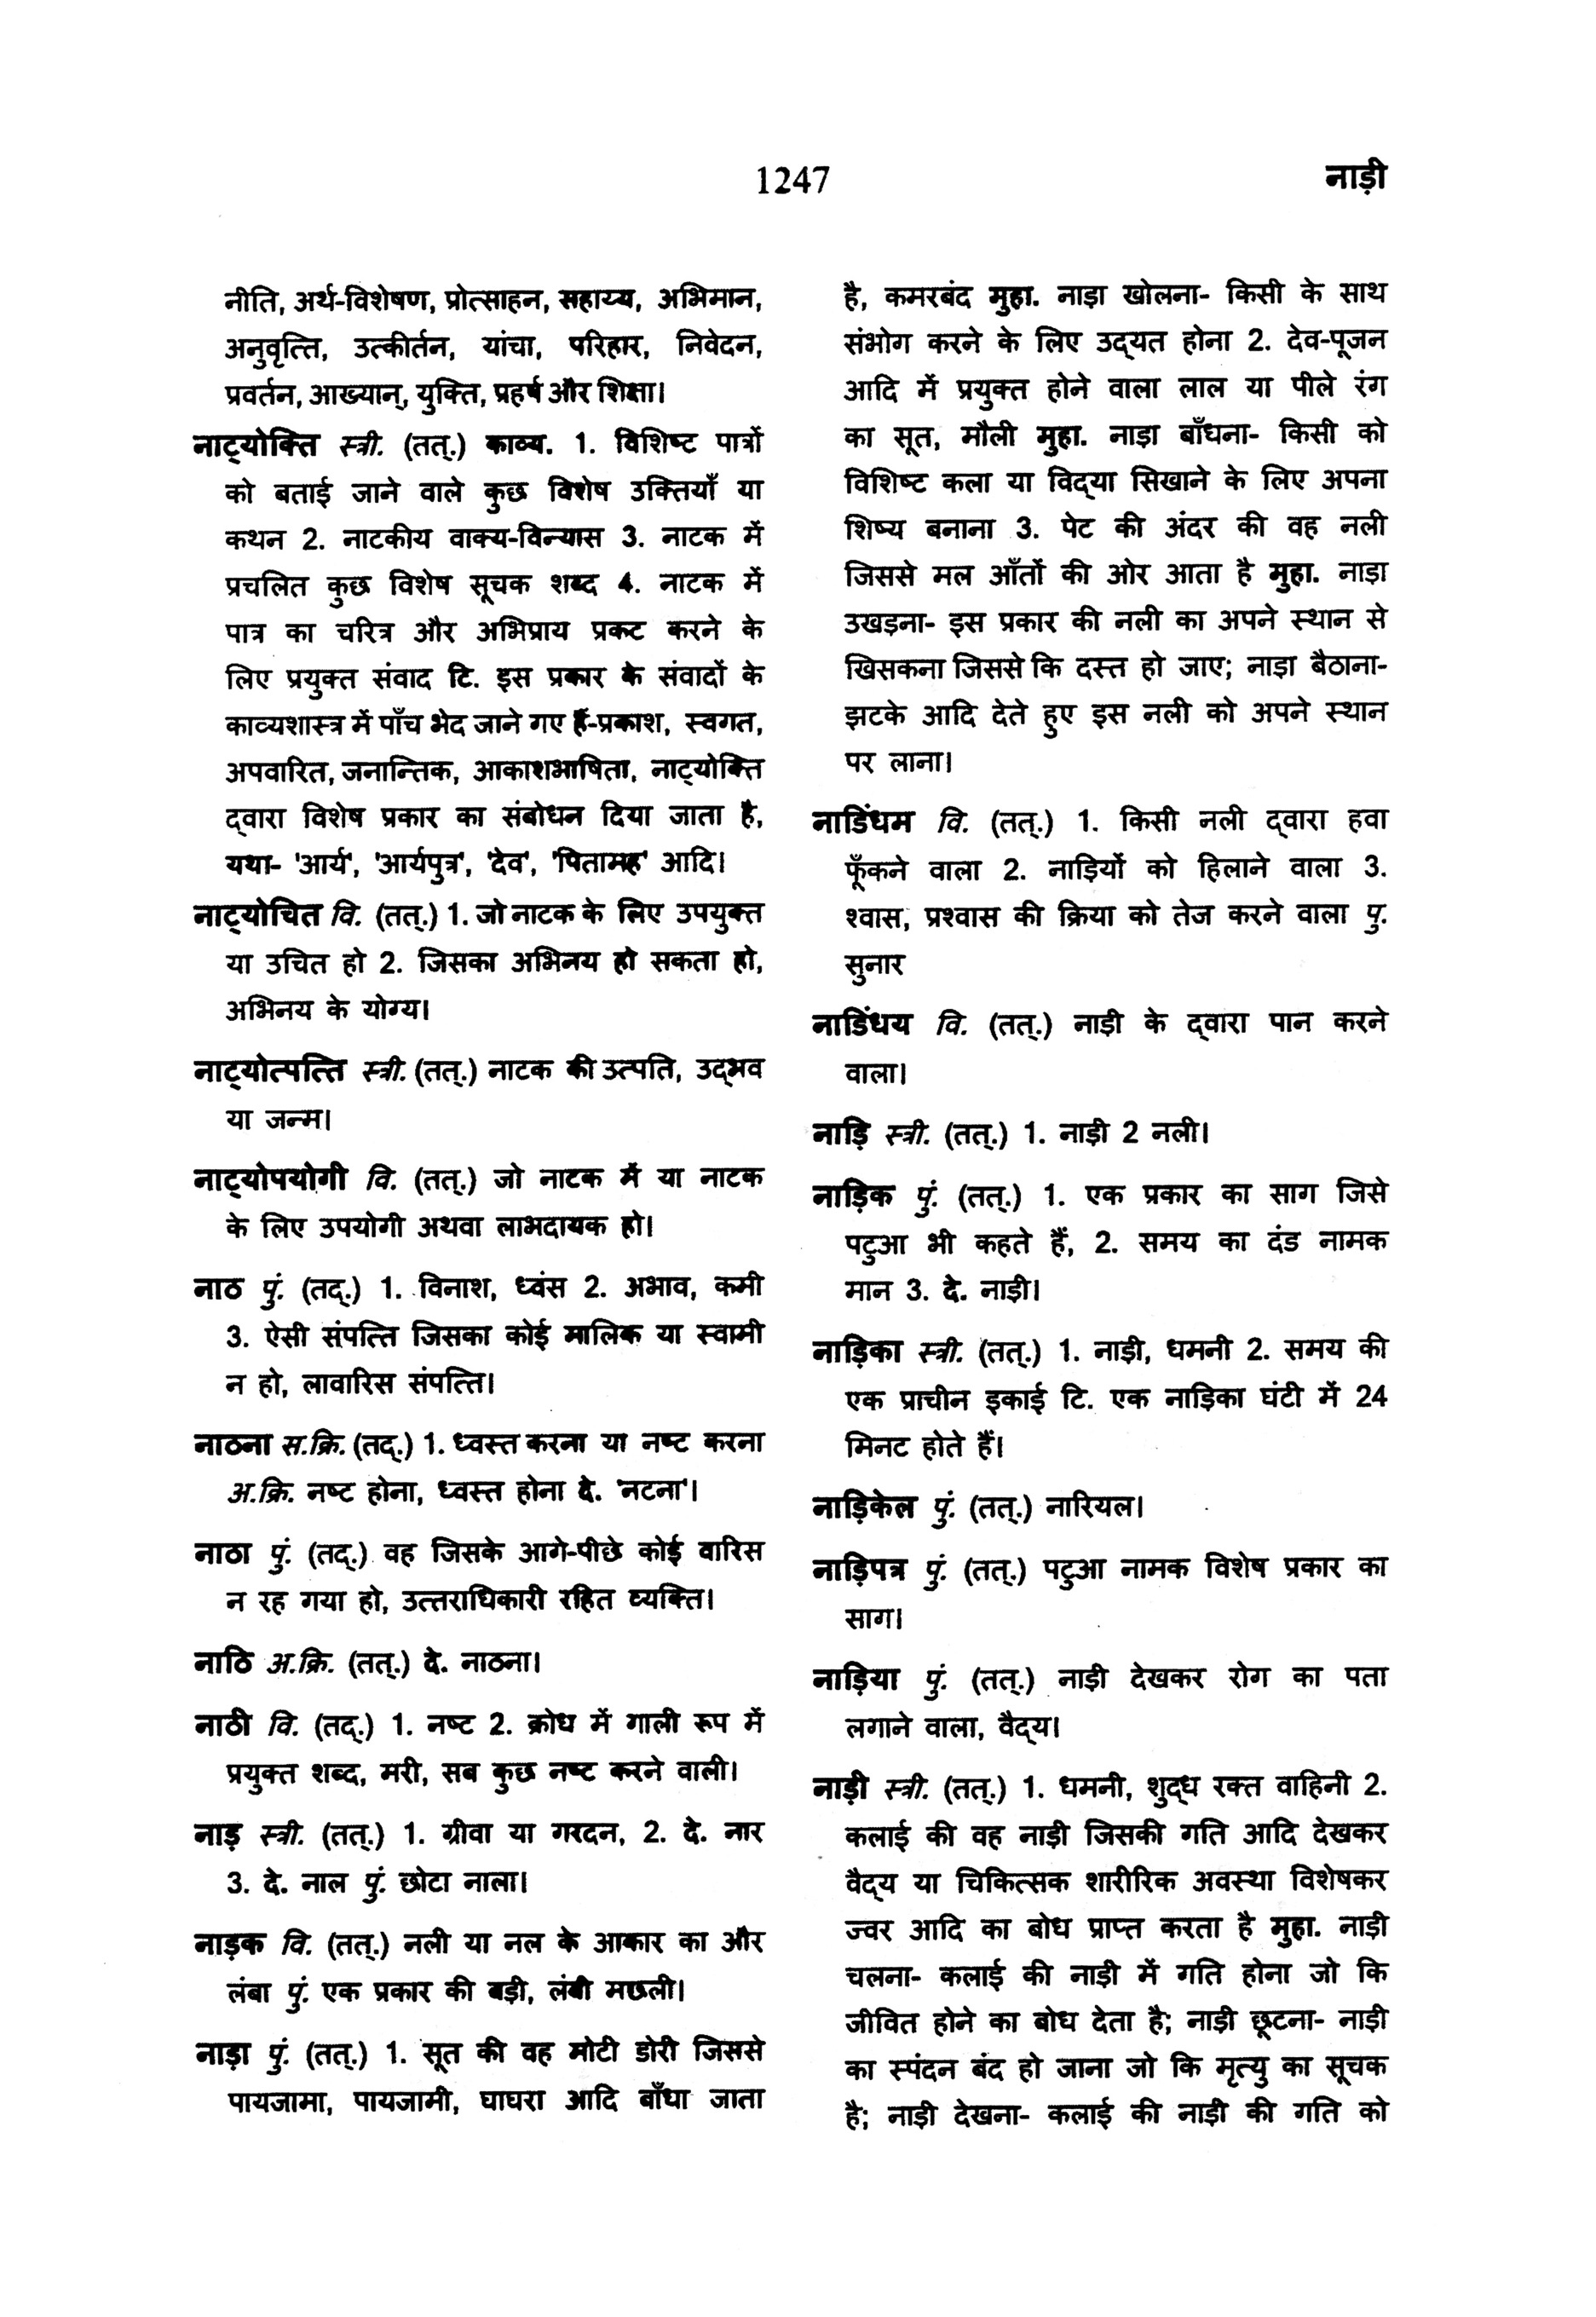 1247
नाड़ी
नीति, अर्थ-विशेषण, प्रोत्साहन, सहाय्य, अभिमान,
अनुवृत्ति, उत्कीर्तन, यांचा, परिहार, निवेदन,
प्रवर्तन, आख्यान्, युक्ति, प्रहर्ष और शिक्षा।
नाट्योक्ति स्त्री. (तत्.) काव्य. 1. विशिष्ट पात्रों
को बताई जाने वाले कुछ विशेष उक्तियाँ या
कथन 2. नाटकीय वाक्य-विन्यास 3. नाटक में
प्रचलित कुछ विशेष सूचक शब्द 4. नाटक में
पात्र का चरित्र और अभिप्राय प्रकट करने के
लिए प्रयुक्त संवाद टि. इस प्रकार के संवादों के
काव्यशास्त्र में पाँच भेद जाने गए हैं-प्रकाश, स्वगत,
अपवारित, जनान्तिक, आकाशभाषिता, नाट्योक्ति
द्वारा विशेष प्रकार का संबोधन दिया जाता है,
यथा- 'आर्य', 'आर्यपुत्र', 'देव', 'पितामह' आदि।
नाट्योचित वि. (तत्.) 1. जो नाटक के लिए उपयुक्त
या उचित हो 2. जिसका अभिनय हो सकता हो,
अभिनय के योग्य।
नाट्योत्पत्ति स्त्री. (तत्.) नाटक की उत्पति, उद्भव
या जन्म।
नाट्योपयोगी वि. (तत्.) जो नाटक में या नाटक
के लिए उपयोगी अथवा लाभदायक हो।
नाठ पुं. (तद्.) 1. विनाश, ध्वंस 2. अभाव, कमी
3. ऐसी संपत्ति जिसका कोई मालिक या स्वामी
न हो, लावारिस संपत्ति।
नाठना स.क्रि. (तद्.) 1. ध्वस्त करना या नष्ट करना
अ.क्रि. नष्ट होना, ध्वस्त होना दे. 'नटना'।
नाठा पुं. (तद्.) वह जिसके आगे-पीछे कोई वारिस
न रह गया हो, उत्तराधिकारी रहित व्यक्ति।
नाठि अ.क्रि. (तत्.) दे. नाठना।
नाठी वि. (तद्.) 1. नष्ट 2. क्रोध में गाली रूप में
प्रयुक्त शब्द, मरी, सब कुछ नष्ट करने वाली।
नाड़ स्त्री. (तत्.) 1. ग्रीवा या गरदन, 2. दे. नार
3. दे. नाल पुं. छोटा नाला।
नाड़क वि. (तत्.) नली या नल के आकार का और
लंबा पुं. एक प्रकार की बड़ी, लंबी मछली।
नाड़ा पुं. (तत्.) 1. सूत की वह मोटी डोरी जिससे
पायजामा, पायजामी, घाघरा आदि बाँधा जाता
है, कमरबंद मुहा. नाड़ा खोलना- किसी के साथ
संभोग करने के लिए उद्यत होना 2. देव-पूजन
आदि में प्रयुक्त होने वाला लाल या पीले रंग
का सूत, मौली मुहा. नाड़ा बाँधना- किसी को
विशिष्ट कला या विद्या सिखाने के लिए अपना
शिष्य बनाना 3. पेट की अंदर की वह नली
जिससे मल आँतों की ओर आता है मुहा. नाड़ा
उखड़ना- इस प्रकार की नली का अपने स्थान से
खिसकना जिससे कि दस्त हो जाए; नाड़ा बैठाना-
झटके आदि देते हुए इस नली को अपने स्थान
पर लाना।
नाडिंधम वि. (तत्.) 1. किसी नली द्वारा हवा
फूँकने वाला 2. नाड़ियों को हिलाने वाला 3.
श्वास, प्रश्वास की क्रिया को तेज करने वाला पु.
सुनार
नाडिंधय वि. (तत्.) नाड़ी के द्वारा पान करने
वाला।
नाड़ि स्त्री. (तत्.) 1. नाड़ी 2 नली।
नाड़िक पुं. (तत्.) 1. एक प्रकार का साग जिसे
पटुआ भी कहते हैं, 2. समय का दंड नामक
मान 3. दे. नाड़ी।
नाड़िका स्त्री. (तत्.) 1. नाड़ी, धमनी 2. समय की
एक प्राचीन इकाई टि. एक नाड़िका घंटी में 24
मिनट होते हैं।
नाड़िकेल पुं. (तत्.) नारियल।
नाड़िपत्र पुं. (तत्.) पटुआ नामक विशेष प्रकार का
साग।
नाड़िया पुं. (तत्.) नाड़ी देखकर रोग का पता
लगाने वाला, वैद्य।
नाड़ी स्त्री. (तत्.) 1. धमनी, शुद्ध रक्त वाहिनी 2.
कलाई की वह नाड़ी जिसकी गति आदि देखकर
वैद्य या चिकित्सक शारीरिक अवस्था विशेषकर
ज्वर आदि का बोध प्राप्त करता है मुहा. नाड़ी
चलना- कलाई की नाड़ी में गति होना जो कि
जीवित होने का बोध देता है; नाड़ी छूटना- नाड़ी
का स्पंदन बंद हो जाना जो कि मृत्यु का सूचक
है; नाड़ी देखना- कलाई की नाड़ी की गति को